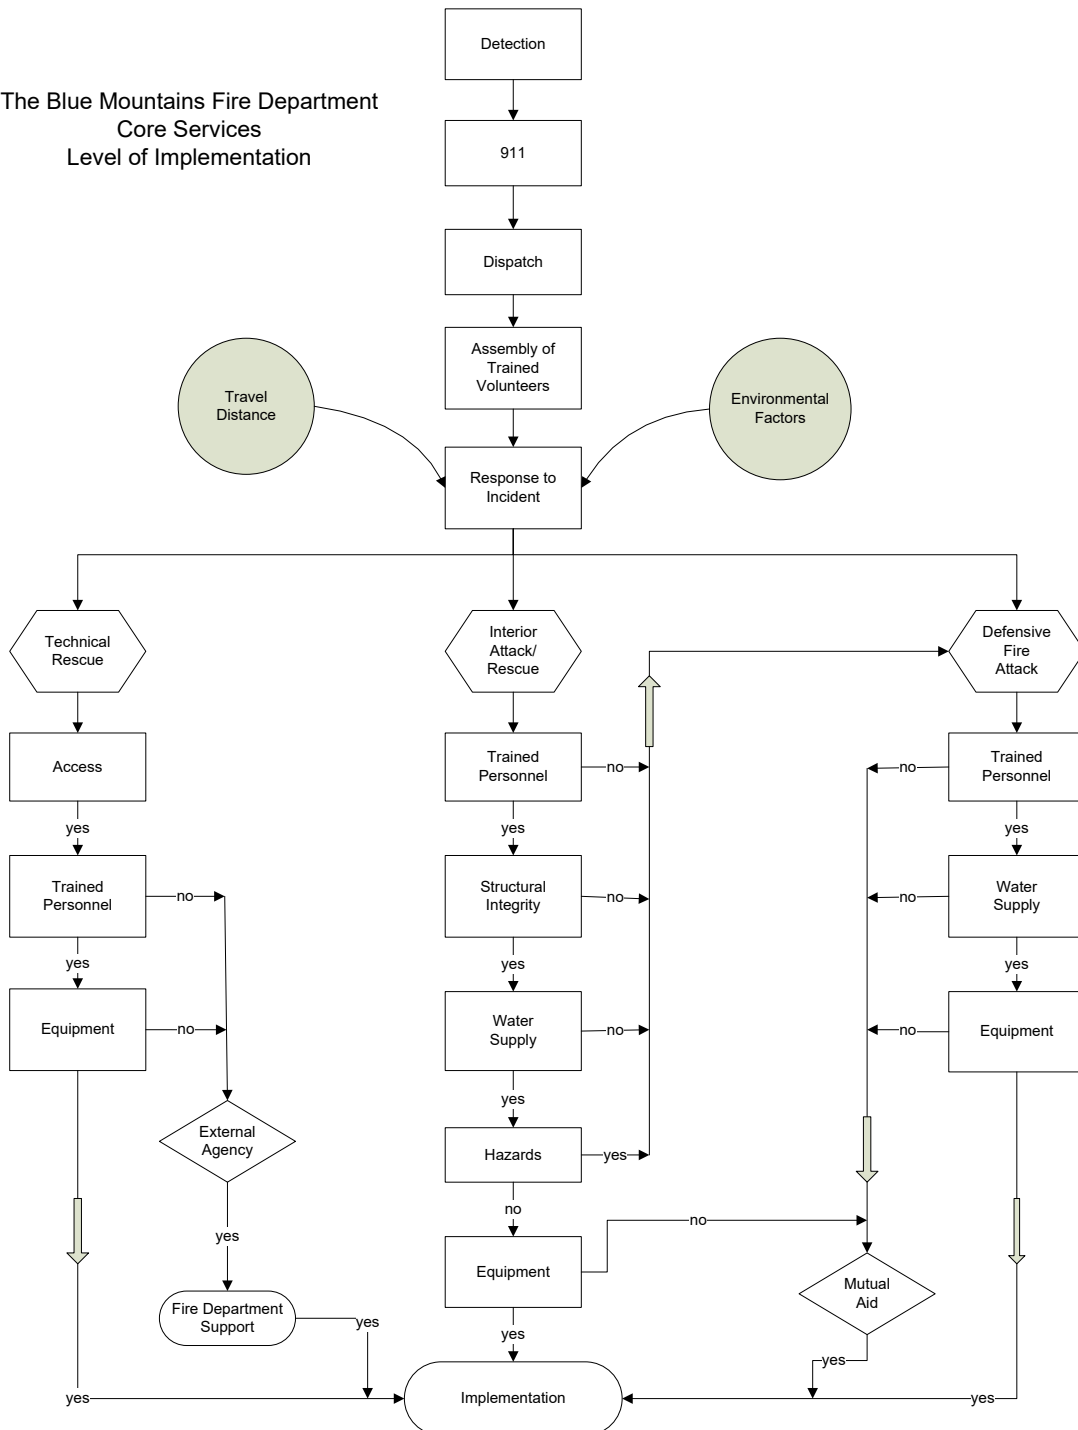 Detection
The Blue Mountains Fire Department
Core Services
Level of Implementation
911
Dispatch
Assembly of
Trained
Volunteers
Travel
Distance
Environmental
Factors
Response to
Incident
Technical
Rescue
Interior
Attack/
Rescue
Defensive
Fire
Attack
Access
Trained
Personnel
no
no
Trained
Personnel
yes
yes
yes
Trained
Personnel
no
Structural
Integrity
no
no
Water
Supply
yes
yes
yes
Equipment
no
Water
Supply
no
no
Equipment
yes
External
Agency
Hazards
yes
no
no
yes
Equipment
Mutual
Aid
Fire Department
Support
yes
yes
yes
yes
Implementation
yes